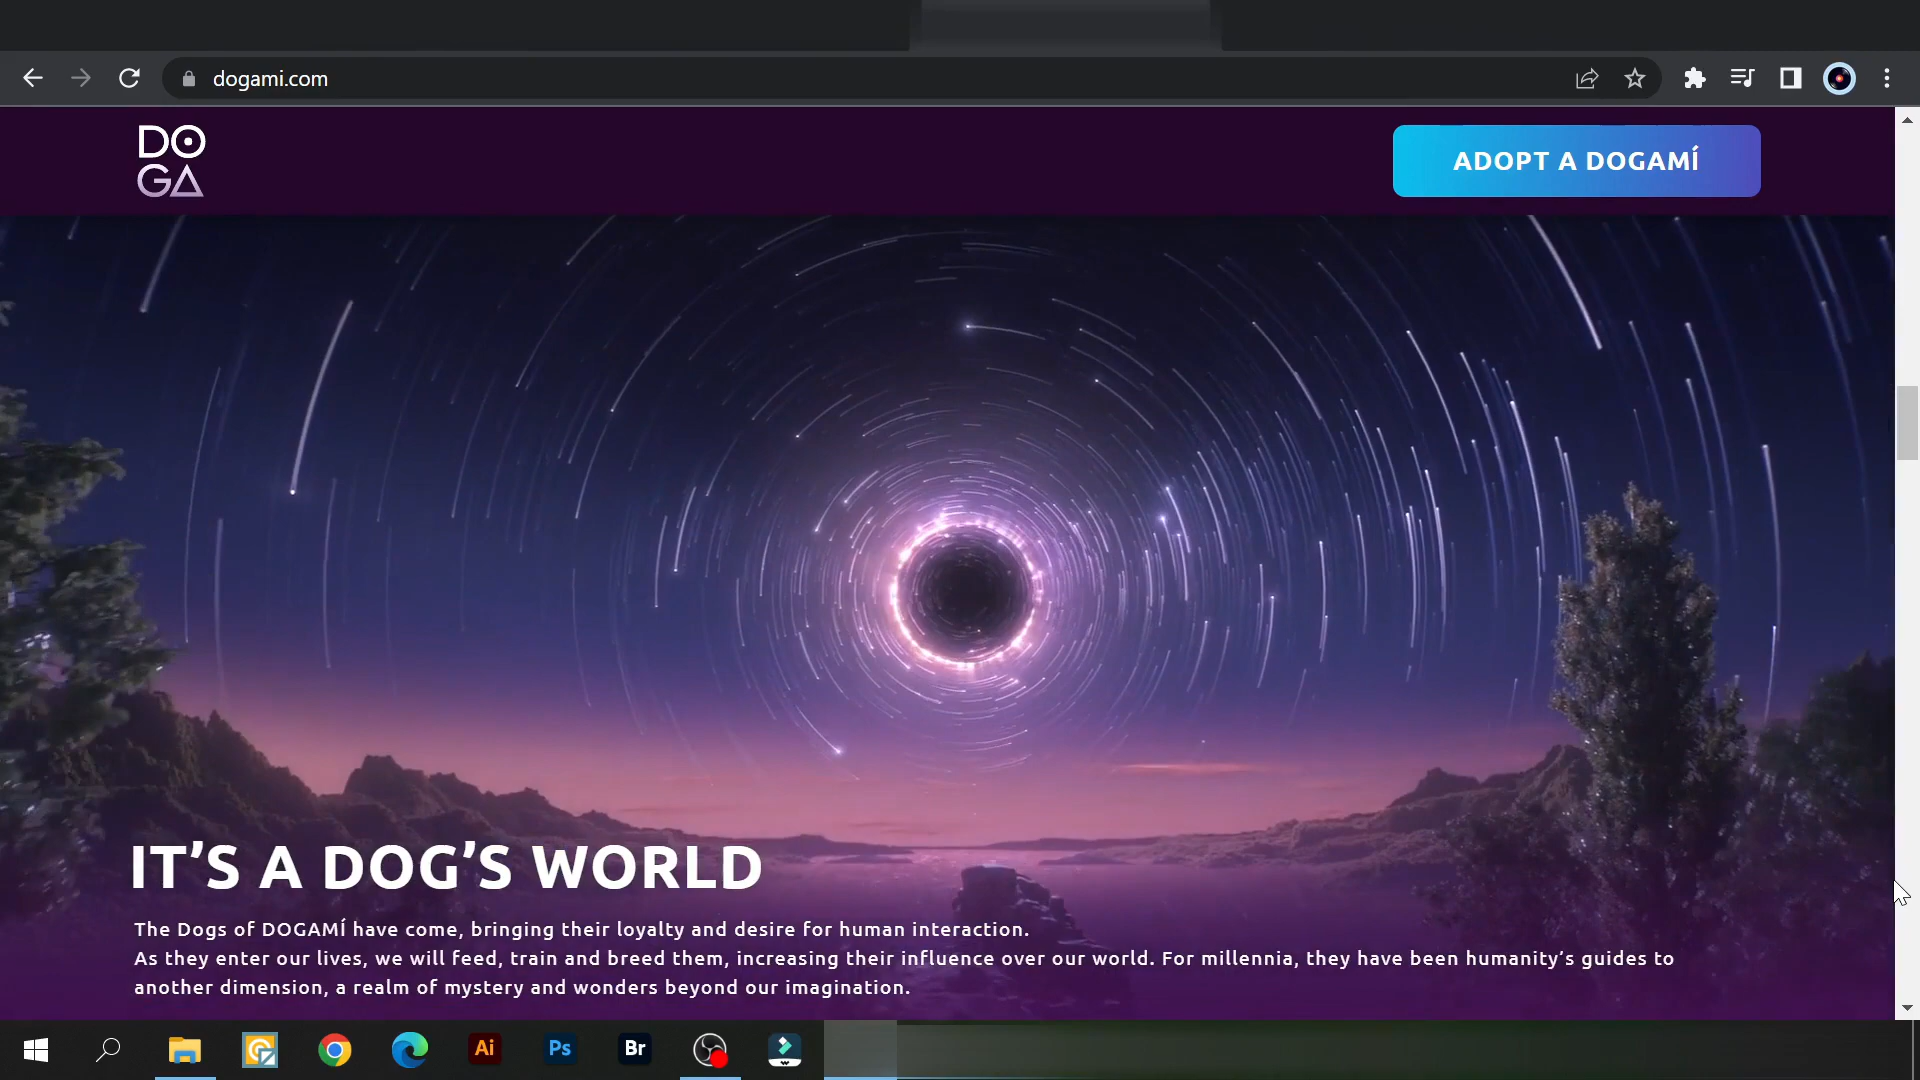 dogami.com
DO
GA
ADOPT A DOGAMÍ
IT’S A DOG’S WORLD
The Dogs of DOGAMÍ have come, bringing their loyalty and desire for human interaction.
As they enter our lives, we will feed, train and breed them, increasing their influence over our world. For millennia, they have been humanity’s guides to
another dimension, a realm of mystery and wonders beyond our imagination.
Ai
Ps
Br